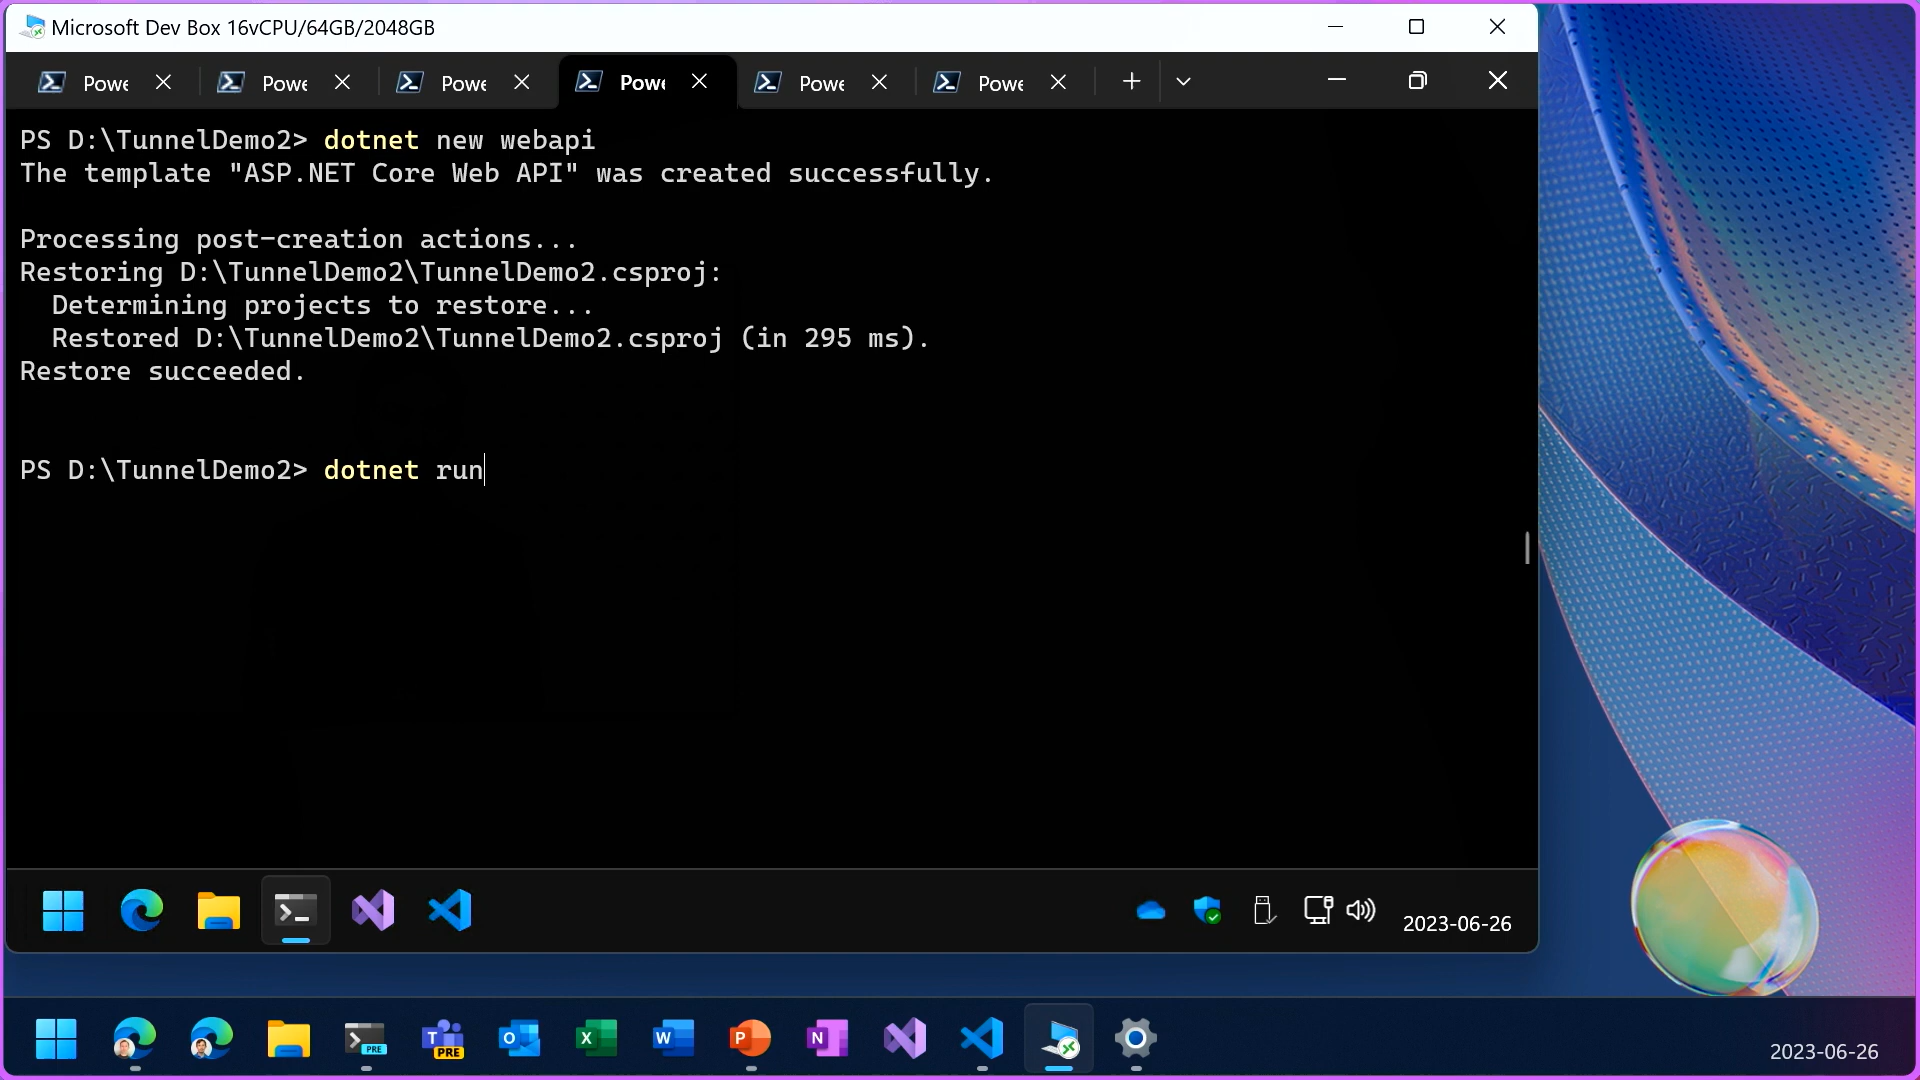 Microsoft Dev Box 16vCPU/64GB/2048GB
Powe Powe Powe Powe Powe Powe
PS D:\TunnelDemo2> dotnet new webapi
The template "ASP.NET Core Web API" was created successfully.
Processing post-creation actions...
Restoring D:\TunnelDemo2\TunnelDemo2.csproj:
Determining projects to restore...
Restored D:\TunnelDemo2\TunnelDemo2.csproj (in 295 ms).
Restore succeeded.
PS D:\TunnelDemo2> dotnet run
2023-06-26
PRE T PRE O X W P N
2023-06-26